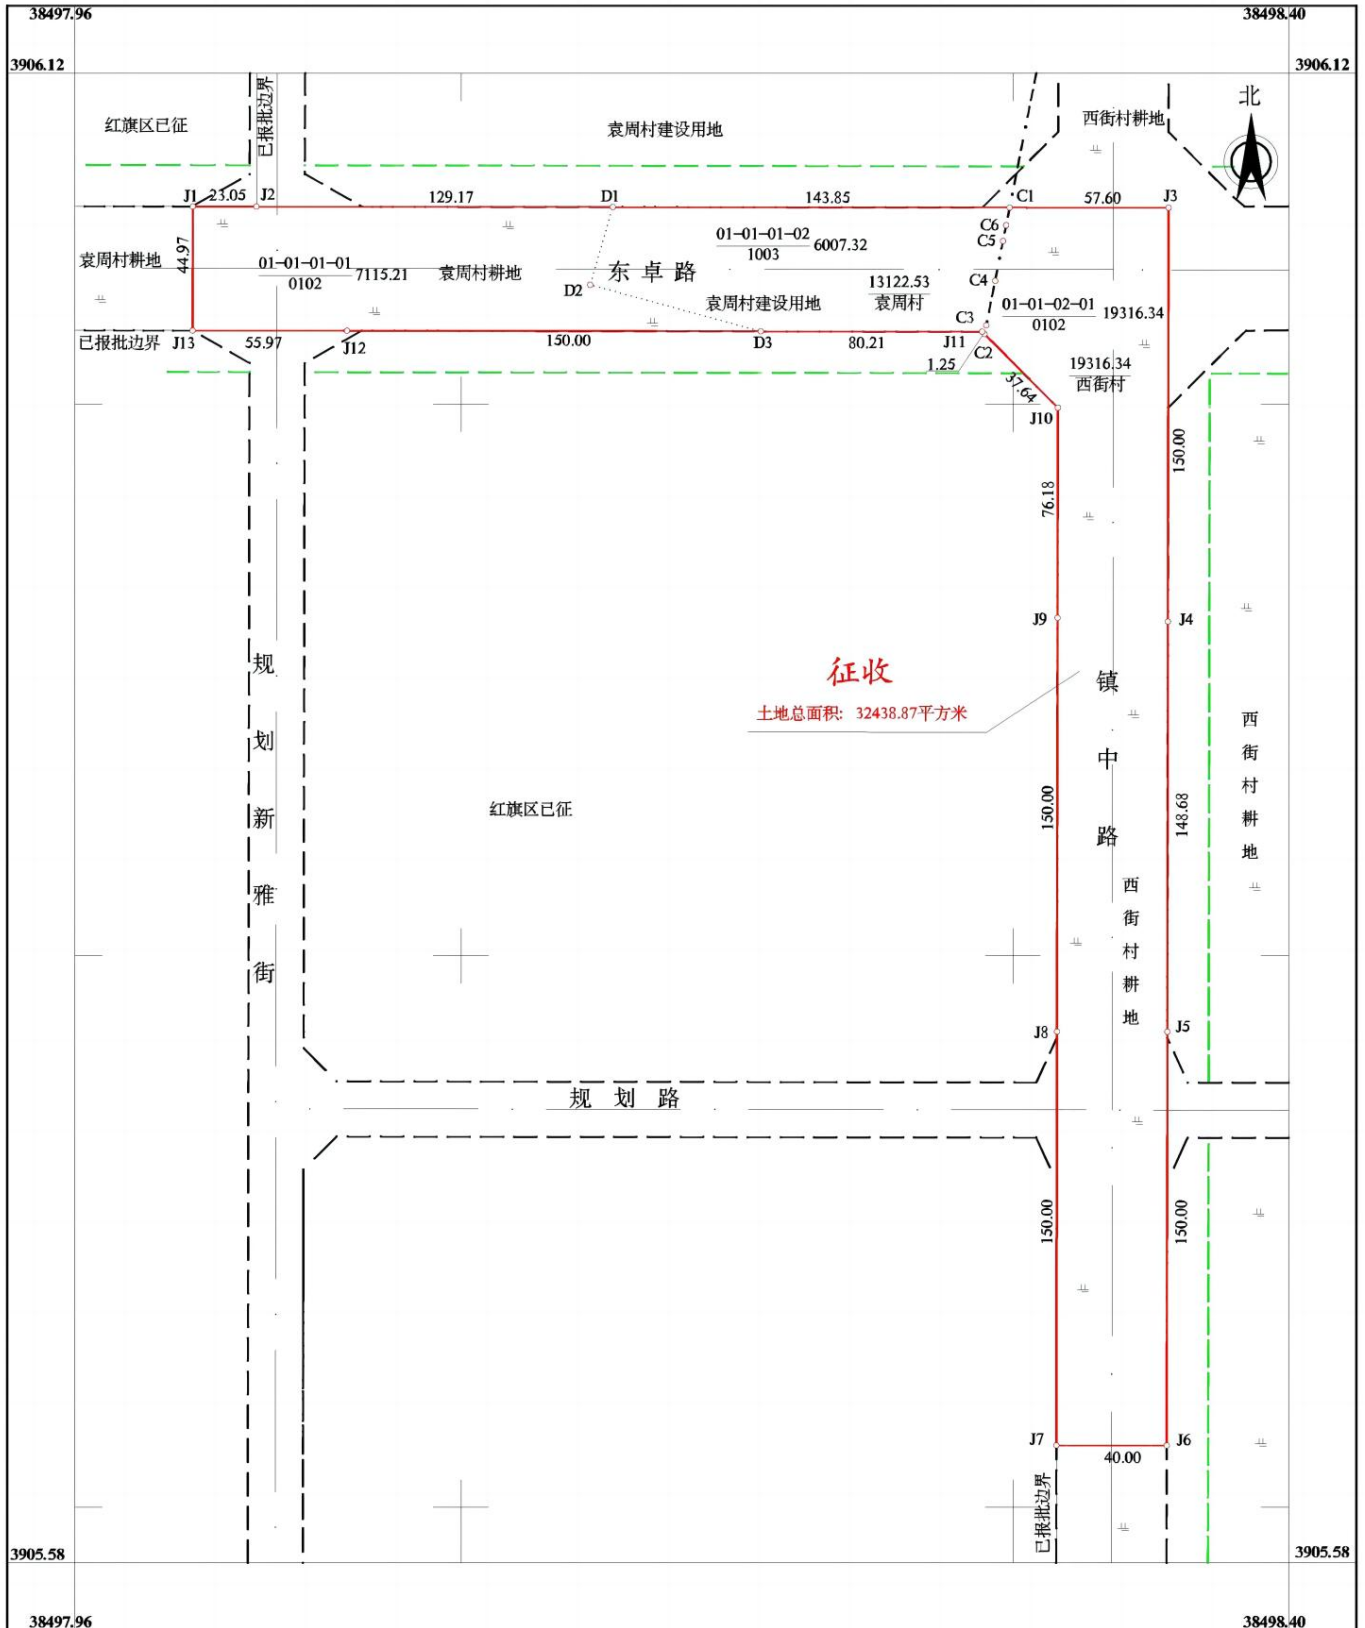 38497.96
38498.40
3906.12
3906.12
北
红旗区已征
已报批边界
袁周村建设用地
西街村耕地
J1
23.05
J2
129.17
D1
143.85
C1
57.60
J3
44.97
袁周村耕地
01-01-01-01
0102
7115.21
袁周村耕地
01-01-01-02
1003
6007.32
东卓路
D2
袁周村建设用地
13122.53
袁周村
C6
C5
C4
C3
C2
01-01-02-01
0102
19316.34
19316.34
西街村
已报批边界
J13
55.97
J12
150.00
D3
80.21
J11
1.25
37.64
J10
150.00
76.18
J9
J4
规划新雅街
征收
土地总面积: 32438.87平方米
镇中路
西街村耕地
红旗区已征
150.00
148.68
西街村耕地
J8
J5
规划路
150.00
150.00
J7
J6
40.00
已报批边界
3905.58
3905.58
38497.96
38498.40